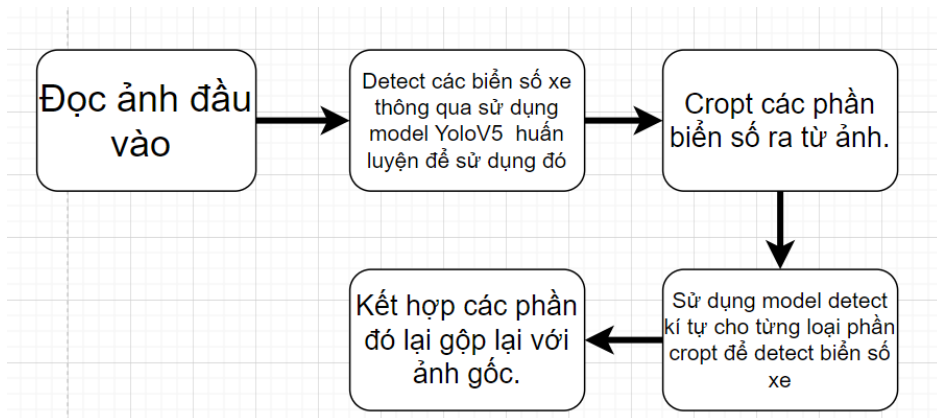 Đọc ảnh đầu
vào
Detect các biển số xe
thông qua sử dụng
model YoloV5 huấn
luyện để sử dụng đó
Cropt các phần
biển số ra từ ảnh.
Sử dụng model detect
kí tự cho từng loại phần
cropt để detect biển số
xe
Kết hợp các phần
đó lại gộp lại với
ảnh gốc.